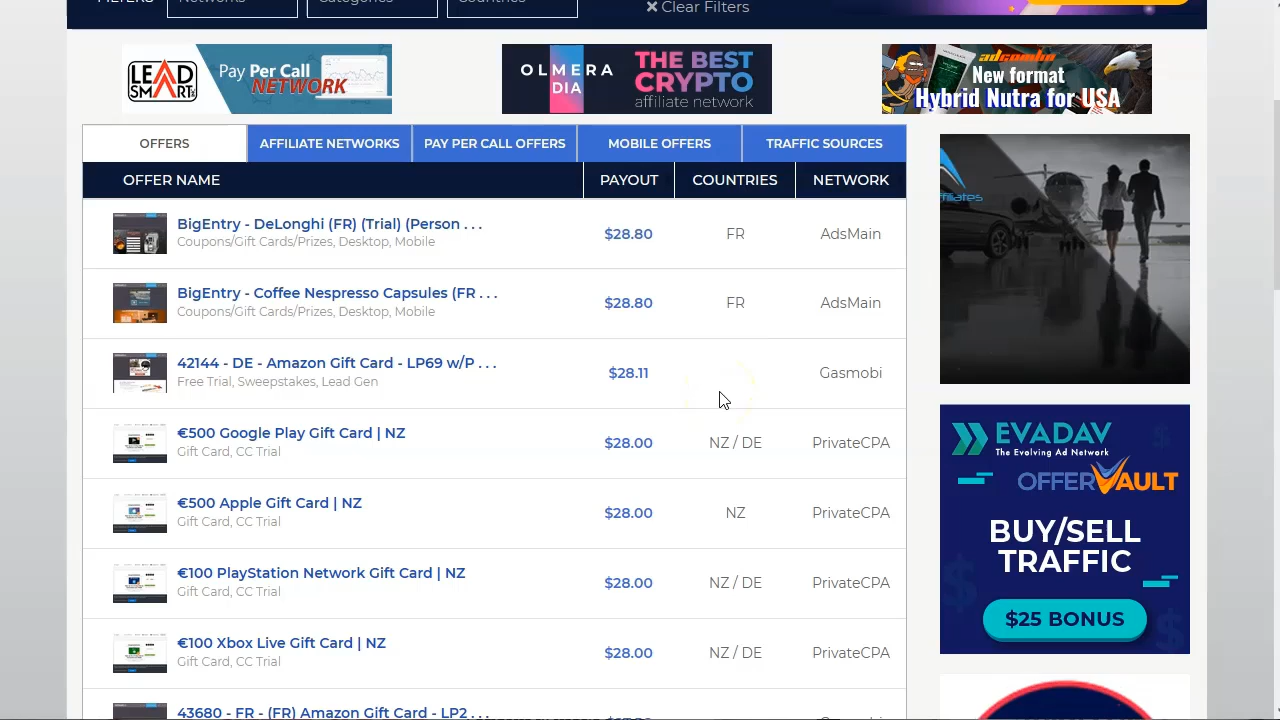 FILTERS
Networks
Categories
Countries
✖ Clear Filters
LEAD
SMART
Pay Per Call
NETWORK
OLMERA
DIA
THE BEST
CRYPTO
affiliate network
adcombo
New format
Hybrid Nutra for USA
OFFERS
AFFILIATE NETWORKS
PAY PER CALL OFFERS
MOBILE OFFERS
TRAFFIC SOURCES
OFFER NAME PAYOUT COUNTRIES NETWORK
BigEntry - DeLonghi (FR) (Trial) (Person . . .
Coupons/Gift Cards/Prizes, Desktop, Mobile
$28.80 FR AdsMain
BigEntry - Coffee Nespresso Capsules (FR . . .
Coupons/Gift Cards/Prizes, Desktop, Mobile
$28.80 FR AdsMain
42144 - DE - Amazon Gift Card - LP69 w/P . . .
Free Trial, Sweepstakes, Lead Gen
$28.11 Gasmobi
€500 Google Play Gift Card | NZ
Gift Card, CC Trial
$28.00 NZ / DE PrivateCPA
€500 Apple Gift Card | NZ
Gift Card, CC Trial
$28.00 NZ PrivateCPA
€100 PlayStation Network Gift Card | NZ
Gift Card, CC Trial
$28.00 NZ / DE PrivateCPA
€100 Xbox Live Gift Card | NZ
Gift Card, CC Trial
$28.00 NZ / DE PrivateCPA
43680 - FR - (FR) Amazon Gift Card - LP2 . . .
ffiliates
EVADAV
The Evolving Ad Network
OFFERVAULT
BUY/SELL
TRAFFIC
$25 BONUS